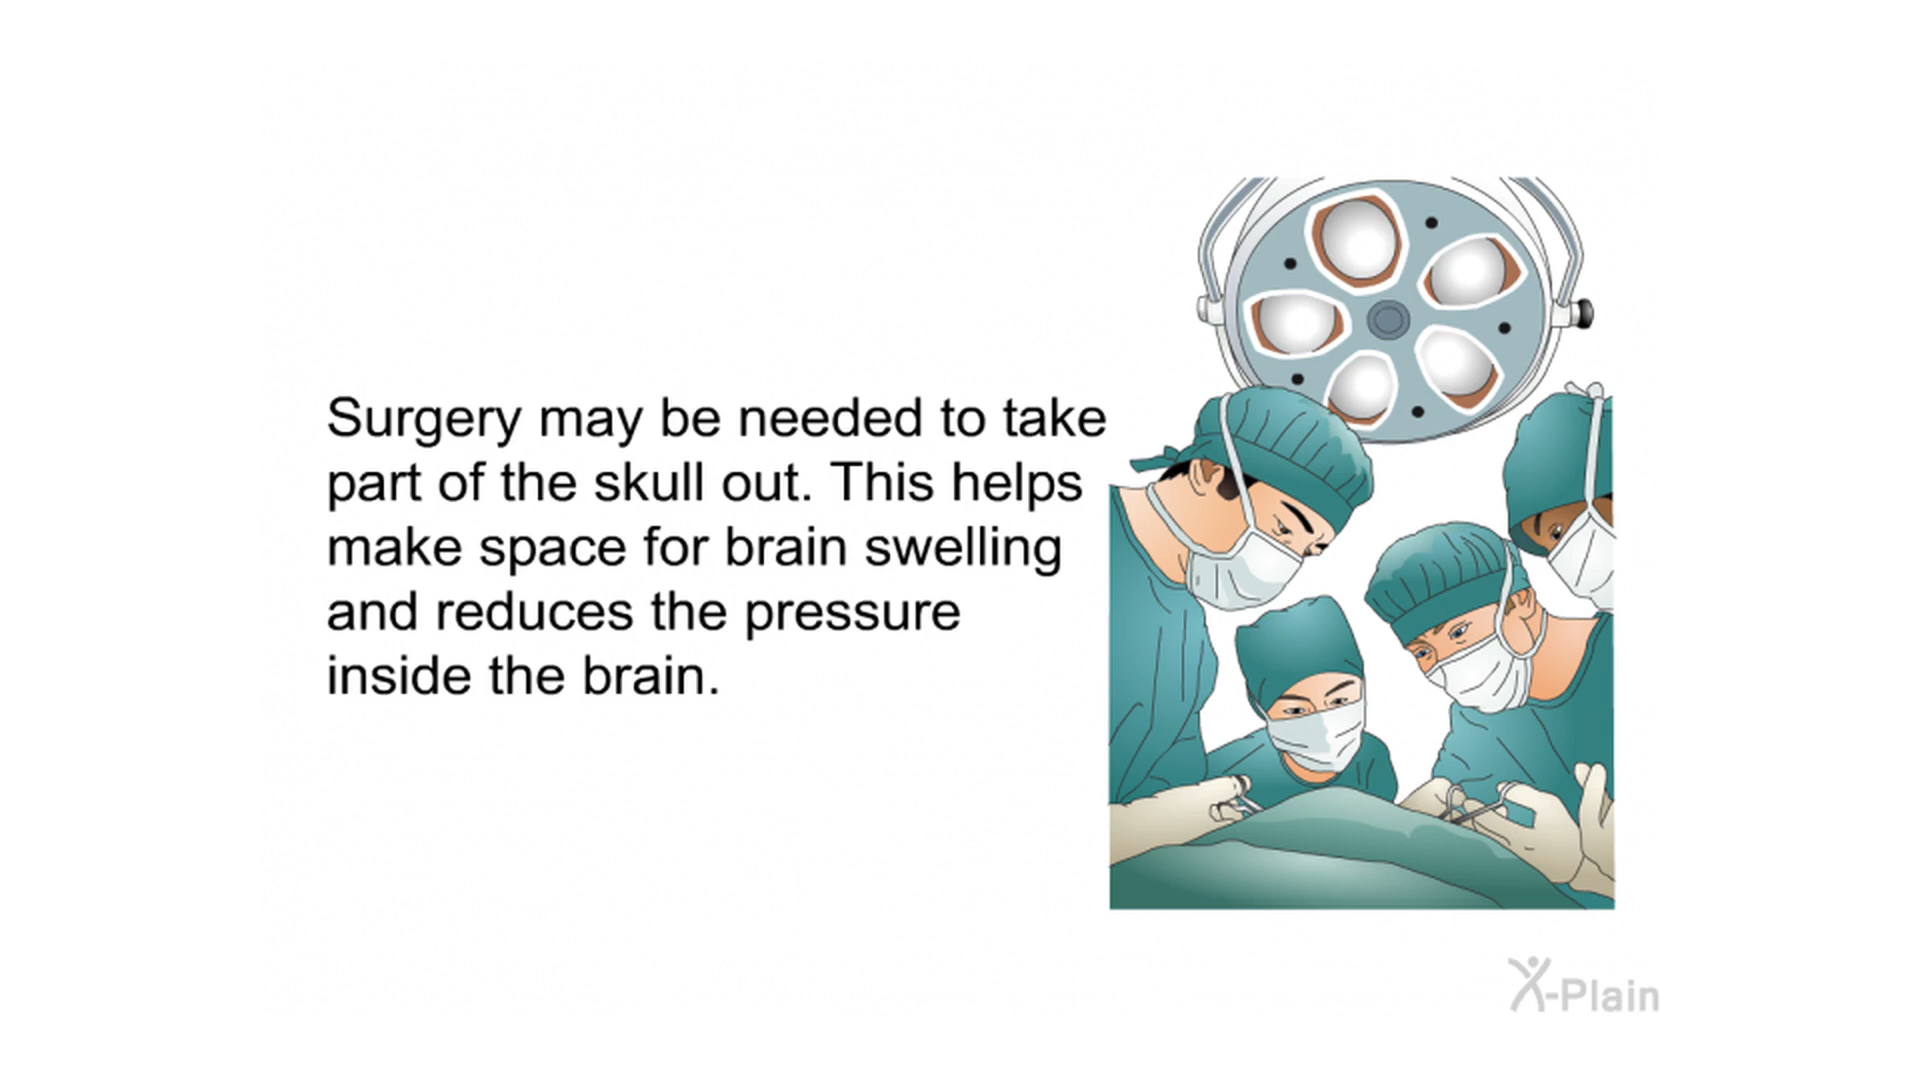 Surgery may be needed to take
part of the skull out. This helps
make space for brain swelling
and reduces the pressure
inside the brain.
X-Plain